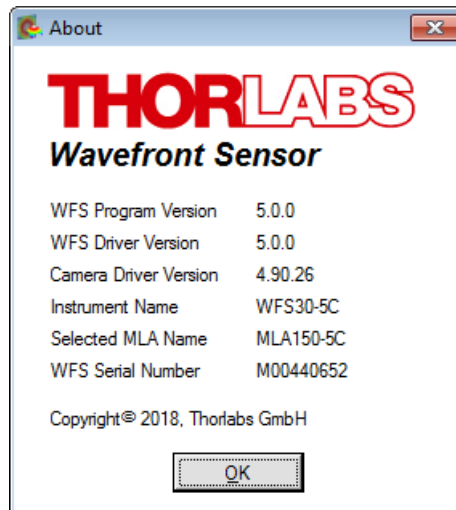 About
THORLABS
Wavefront Sensor
WFS Program Version 5.0.0
WFS Driver Version 5.0.0
Camera Driver Version 4.90.26
Instrument Name WFS30-5C
Selected MLA Name MLA150-5C
WFS Serial Number M00440652
Copyright© 2018, Thorlabs GmbH
OK